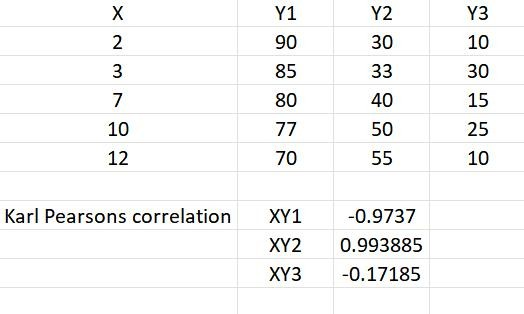 X Y1 Y2 Y3
2 90 30 10
3 85 33 30
7 80 40 15
10 77 50 25
12 70 55 10
Karl Pearsons correlation XY1 -0.9737
XY2 0.993885
XY3 -0.17185